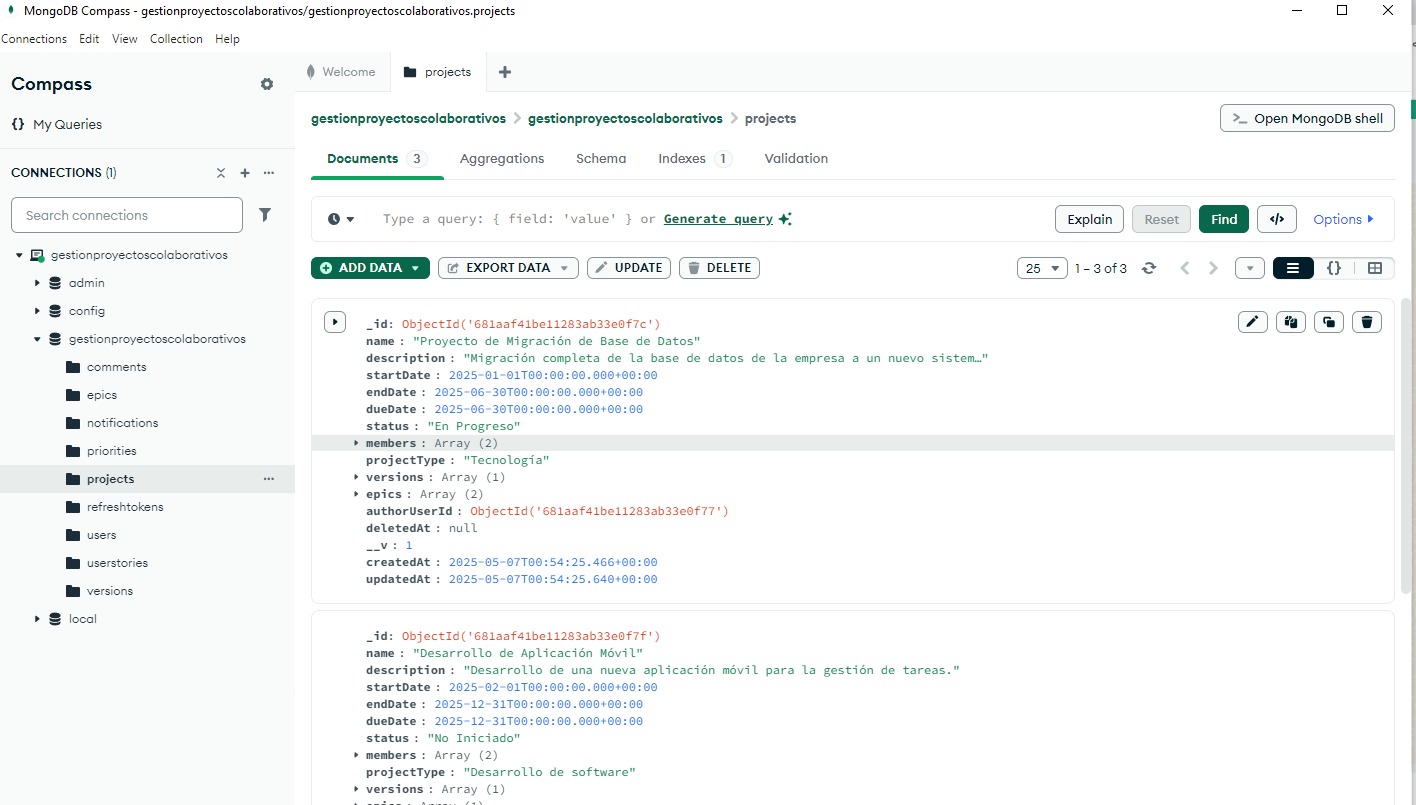 MongoDB Compass - gestionproyectoscolaborativos/gestionproyectoscolaborativos.projects
Connections Edit View Collection Help
Compass
{} My Queries
CONNECTIONS (1)
Search connections
gestionproyectoscolaborativos
admin
config
gestionproyectoscolaborativos
comments
epics
notifications
priorities
projects
refreshtokens
users
userstories
versions
local
Welcome projects
gestionproyectoscolaborativos > gestionproyectoscolaborativos > projects
>_ Open MongoDB shell
Documents 3 Aggregations Schema Indexes 1 Validation
Type a query: { field: 'value' } or Generate query
Explain Reset Find </> Options
ADD DATA EXPORT DATA UPDATE DELETE
25 1 – 3 of 3 {}
_id: ObjectId('681aaf41be11283ab33e0f7c')
name : "Proyecto de Migración de Base de Datos"
description : "Migración completa de la base de datos de la empresa a un nuevo sistem…"
startDate : 2025-01-01T00:00:00.000+00:00
endDate : 2025-06-30T00:00:00.000+00:00
dueDate : 2025-06-30T00:00:00.000+00:00
status : "En Progreso"
members : Array (2)
projectType : "Tecnología"
versions : Array (1)
epics : Array (2)
authorUserId : ObjectId('681aaf41be11283ab33e0f77')
deletedAt : null
__v : 1
createdAt : 2025-05-07T00:54:25.466+00:00
updatedAt : 2025-05-07T00:54:25.640+00:00
_id: ObjectId('681aaf41be11283ab33e0f7f')
name : "Desarrollo de Aplicación Móvil"
description : "Desarrollo de una nueva aplicación móvil para la gestión de tareas."
startDate : 2025-02-01T00:00:00.000+00:00
endDate : 2025-12-31T00:00:00.000+00:00
dueDate : 2025-12-31T00:00:00.000+00:00
status : "No Iniciado"
members : Array (2)
projectType : "Desarrollo de software"
versions : Array (1)
epics : Array (1)